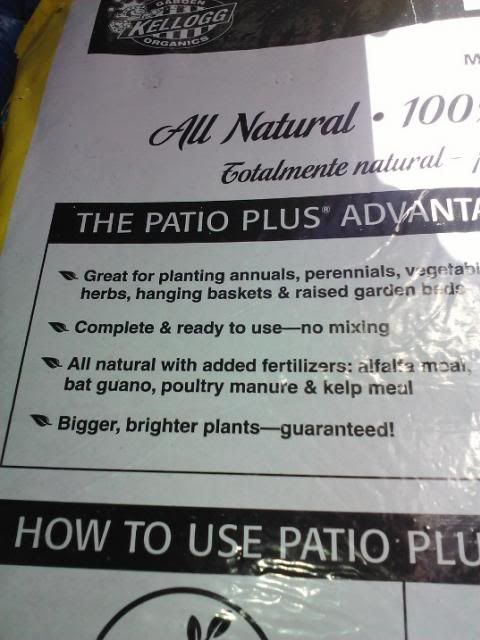 GARDEN
KELLOGG
ORGANICS
M
All Natural • 100%
Totalmente natural -
THE PATIO PLUS® ADVANTA
Great for planting annuals, perennials, vegetabl
herbs, hanging baskets & raised garden beds
Complete & ready to use—no mixing
All natural with added fertilizers: alfalfa meal,
bat guano, poultry manure & kelp meal
Bigger, brighter plants—guaranteed!
HOW TO USE PATIO PLU